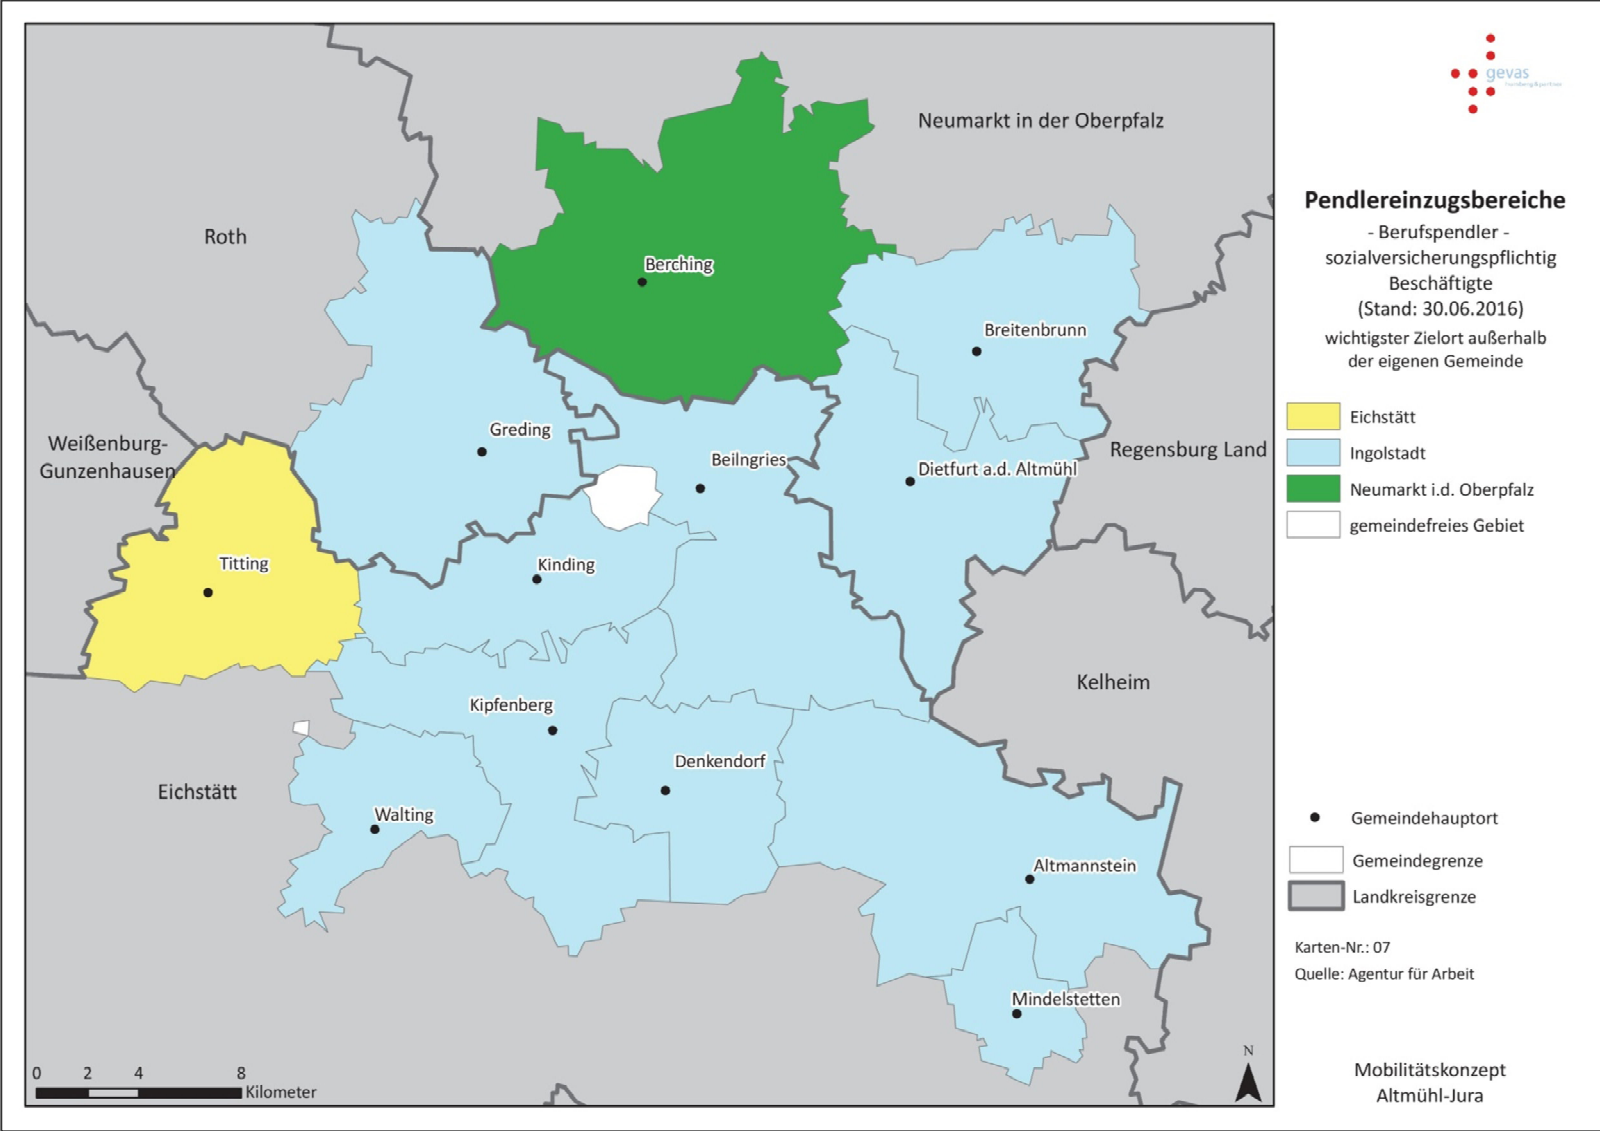 Neumarkt in der Oberpfalz
Roth
Berching
Breitenbrunn
Greding
Weißenburg-
Gunzenhausen
Regensburg Land
Beilngries
Dietfurt a.d. Altmühl
Titting
Kinding
Kelheim
Kipfenberg
Denkendorf
Eichstätt
Walting
Altmannstein
Mindelstetten
0 2 4 8
Kilometer
N
gevas
Pendlereinzugsbereiche
- Berufspendler -
sozialversicherungspflichtig
Beschäftigte
(Stand: 30.06.2016)
wichtigster Zielort außerhalb
der eigenen Gemeinde
Eichstätt
Ingolstadt
Neumarkt i.d. Oberpfalz
gemeindefreies Gebiet
Gemeindehauptort
Gemeindegrenze
Landkreisgrenze
Karten-Nr.: 07
Quelle: Agentur für Arbeit
Mobilitätskonzept
Altmühl-Jura